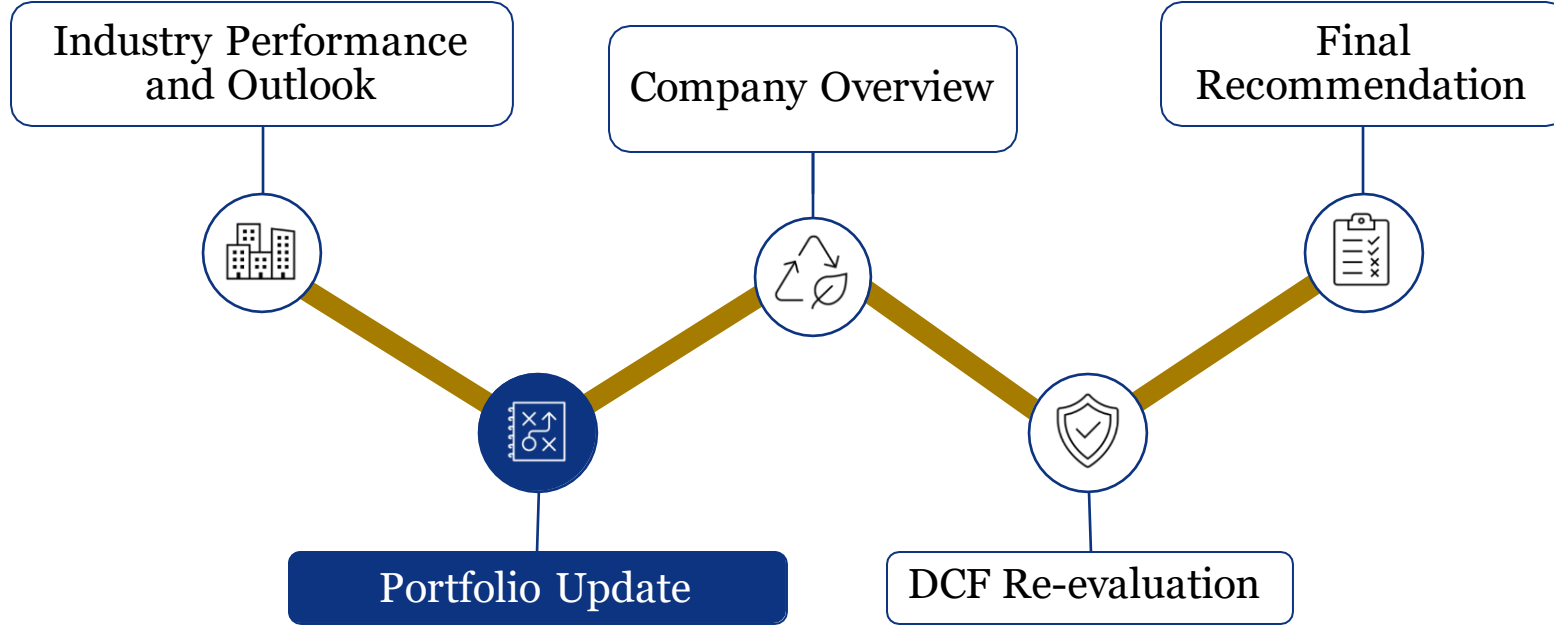 Industry Performance
and Outlook
Portfolio Update
Company Overview
DCF Re-evaluation
Final
Recommendation